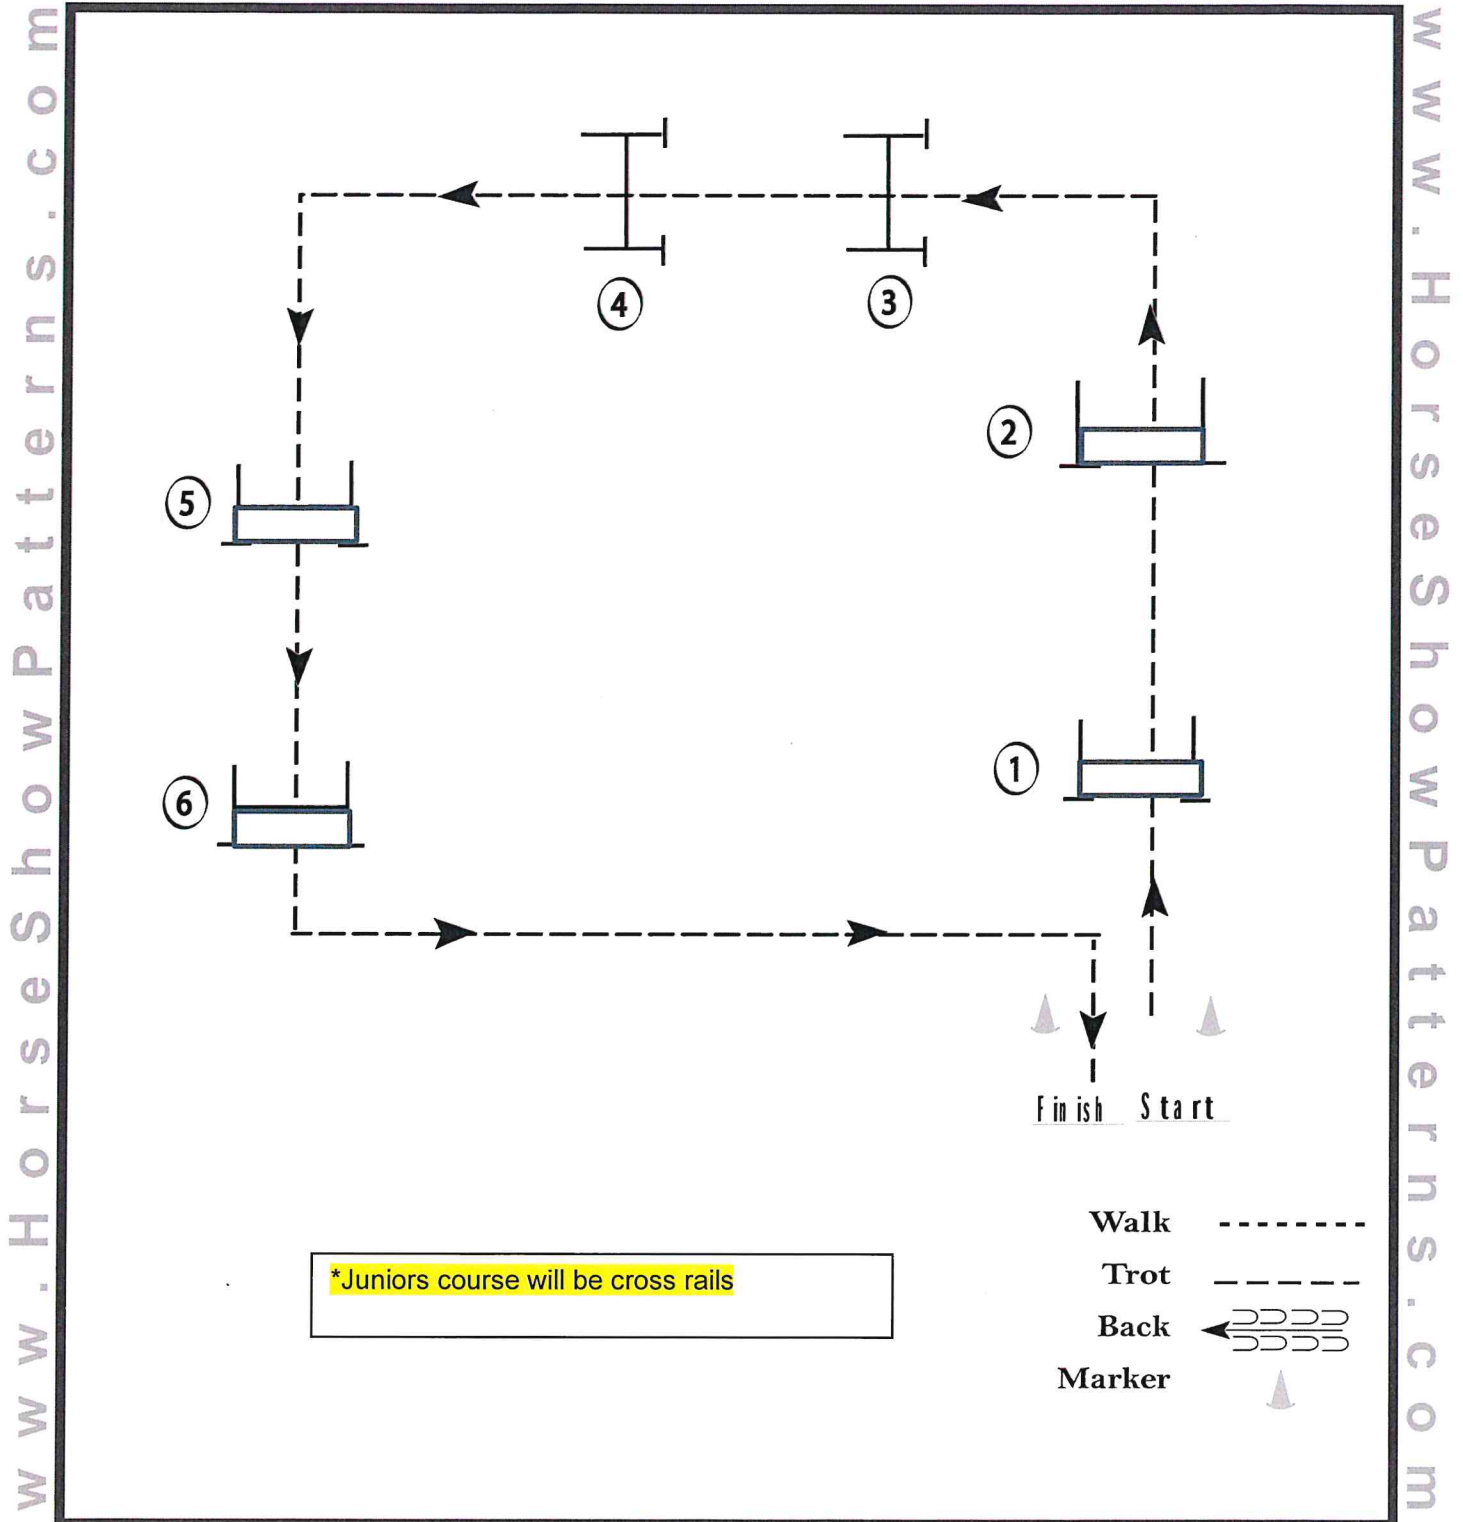 www.HorseShowPatterns.com
www.HorseShowPatterns.com
4
3
2
5
1
6
Finish Start
Walk
Trot
*Juniors course will be cross rails
Back
Marker